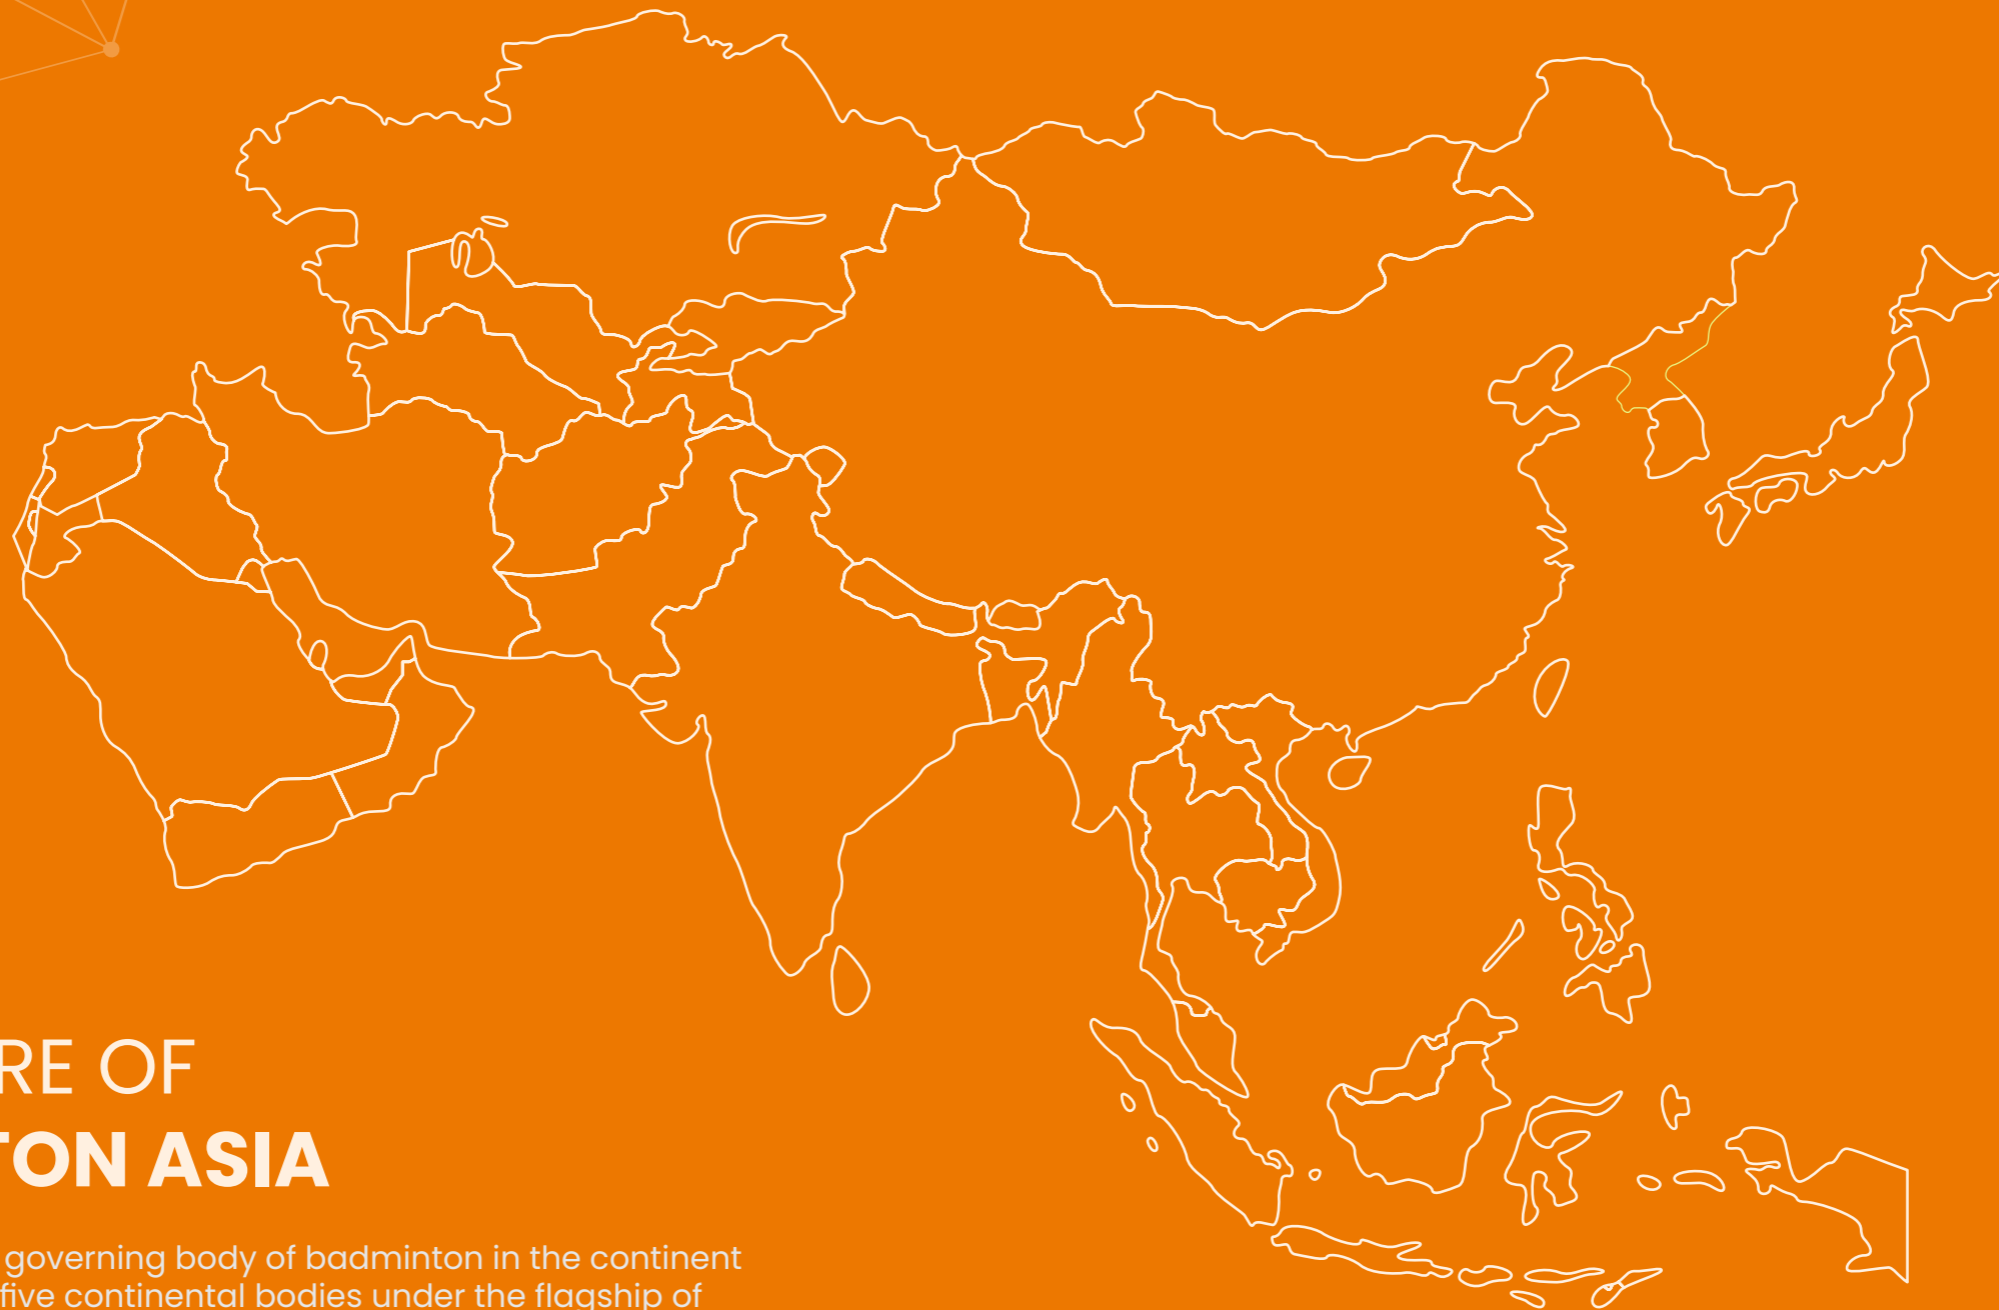 RE OF
TON ASIA
governing body of badminton in the continent
five continental bodies under the flagship of